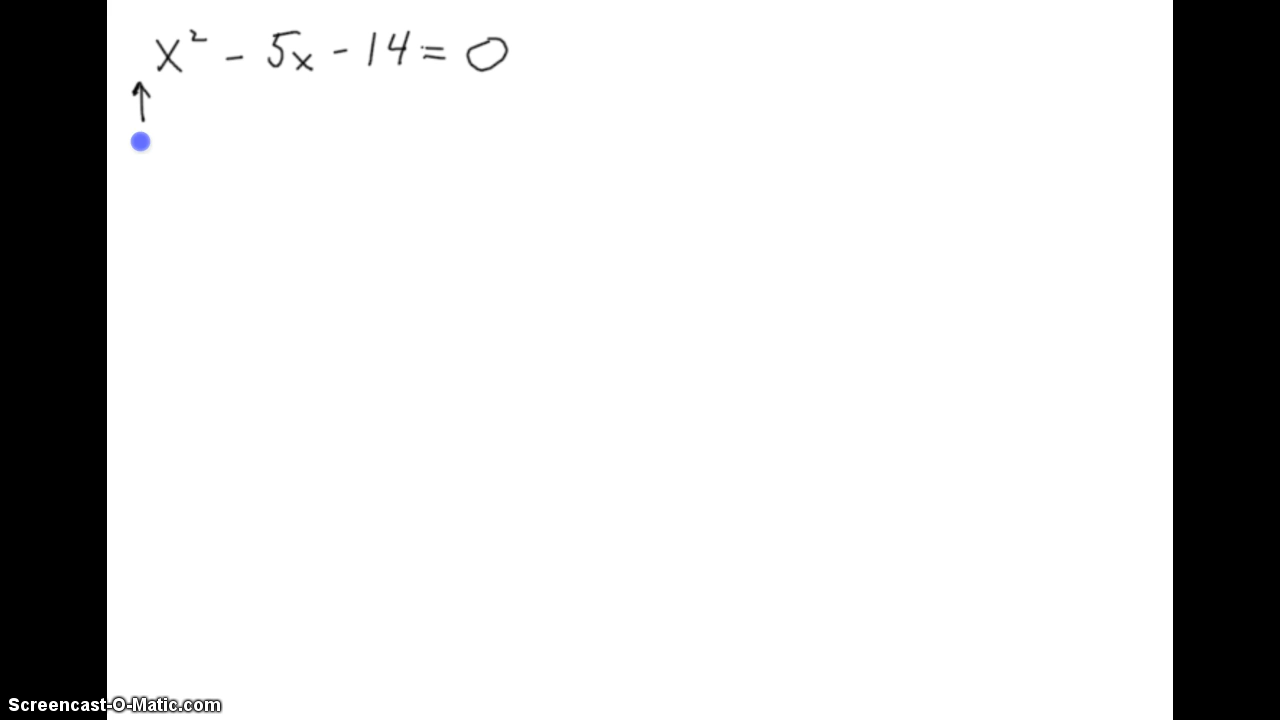 x² - 5x - 14 = 0
↑
Screencast-O-Matic.com